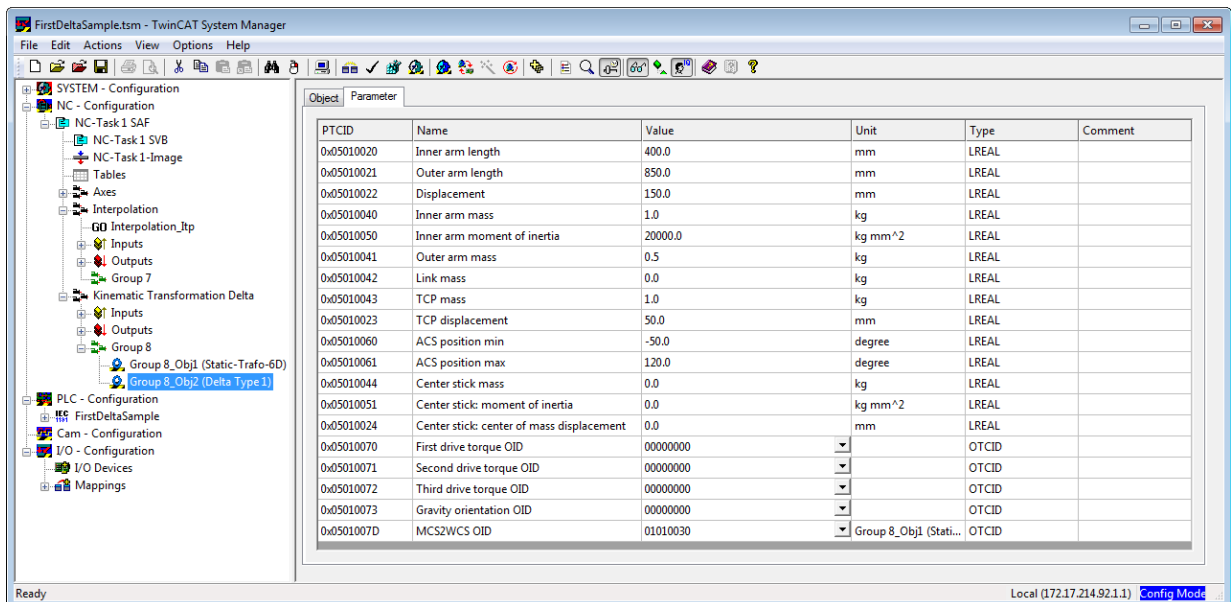 FirstDeltaSample.tsm - TwinCAT System Manager
File Edit Actions View Options Help
SYSTEM - Configuration
NC - Configuration
NC-Task 1 SAF
NC-Task 1 SVB
NC-Task 1-Image
Tables
Axes
Interpolation
GO Interpolation_Itp
Inputs
Outputs
Group 7
Kinematic Transformation Delta
Inputs
Outputs
Group 8
Group 8_Obj1 (Static-Trafo-6D)
Group 8_Obj2 (Delta Type 1)
PLC - Configuration
IEC 1131 FirstDeltaSample
Cam - Configuration
I/O - Configuration
I/O Devices
Mappings
Object Parameter
PTCID Name Value Unit Type Comment
0x05010020 Inner arm length 400.0 mm LREAL
0x05010021 Outer arm length 850.0 mm LREAL
0x05010022 Displacement 150.0 mm LREAL
0x05010040 Inner arm mass 1.0 kg LREAL
0x05010050 Inner arm moment of inertia 20000.0 kg mm^2 LREAL
0x05010041 Outer arm mass 0.5 kg LREAL
0x05010042 Link mass 0.0 kg LREAL
0x05010043 TCP mass 1.0 kg LREAL
0x05010023 TCP displacement 50.0 mm LREAL
0x05010060 ACS position min -50.0 degree LREAL
0x05010061 ACS position max 120.0 degree LREAL
0x05010044 Center stick mass 0.0 kg LREAL
0x05010051 Center stick: moment of inertia 0.0 kg mm^2 LREAL
0x05010024 Center stick: center of mass displacement 0.0 mm LREAL
0x05010070 First drive torque OID 00000000 OTCID
0x05010071 Second drive torque OID 00000000 OTCID
0x05010072 Third drive torque OID 00000000 OTCID
0x05010073 Gravity orientation OID 00000000 OTCID
0x0501007D MCS2WCS OID 01010030 Group 8_Obj1 (Stati... OTCID
Ready Local (172.17.214.92.1.1) Config Mode